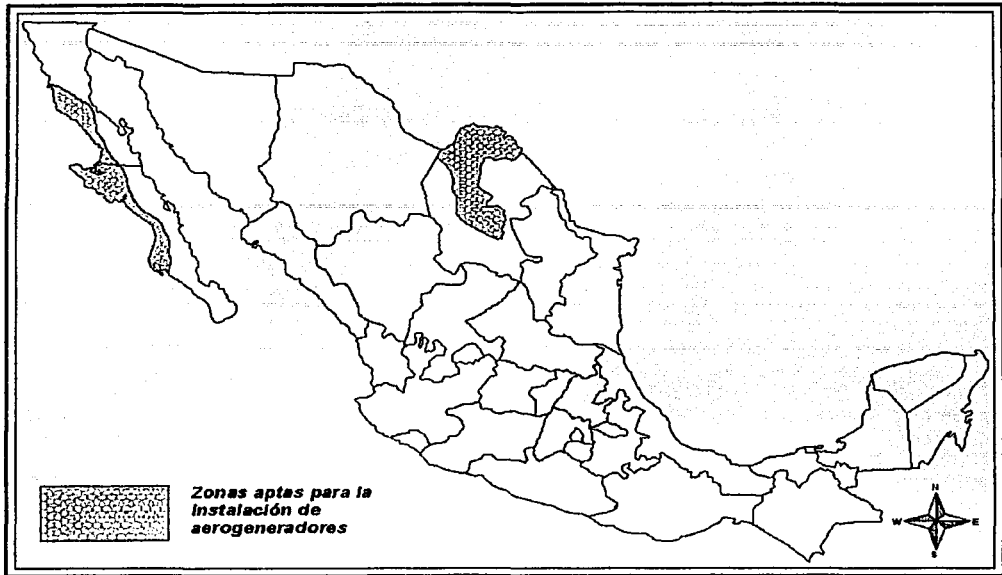 Zonas aptas para la
instalación de
aerogeneradores
N
W E
S